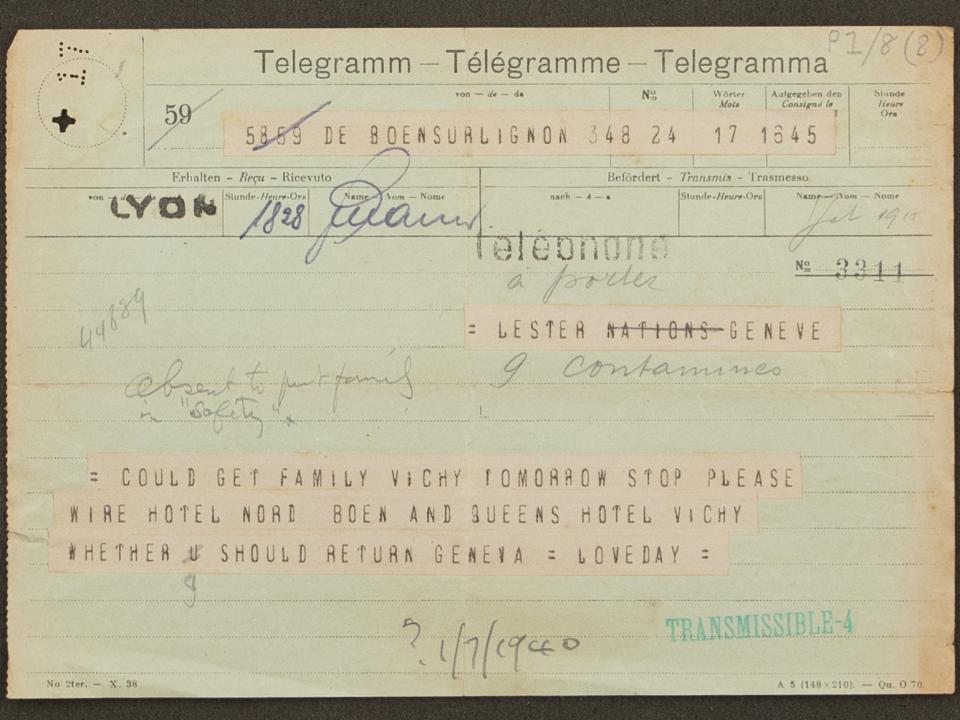 P1/8(8)
17
Telegramm — Télégramme — Telegramma
von — de — da
No
Wörter
Mots
Aufgegeben den
Consigné le
Stunde
Heure
Ora
59
5859 DE BOENSURLIGNON 348 24 17 1645
Erhalten – Reçu – Ricevuto
Befördert – Transmis – Trasmesso
Stunde-Heure-Ora
Name – Nom – Nome
nach – à – a
Stunde-Heure-Ora
Name – Nom – Nome
LYON
1828
Téléphone
à porter
No 3311
44889
= LESTER NATIONS GENEVE
9 contamines
Absent to put family
in "safety".
= COULD GET FAMILY VICHY TOMORROW STOP PLEASE
WIRE HOTEL NORD BOEN AND QUEENS HOTEL VICHY
WHETHER U SHOULD RETURN GENEVA = LOVEDAY =
? 1/7/1940
TRANSMISSIBLE-4
No 2ter. — X. 38
A 5 (148×210). — Qu. O 70.